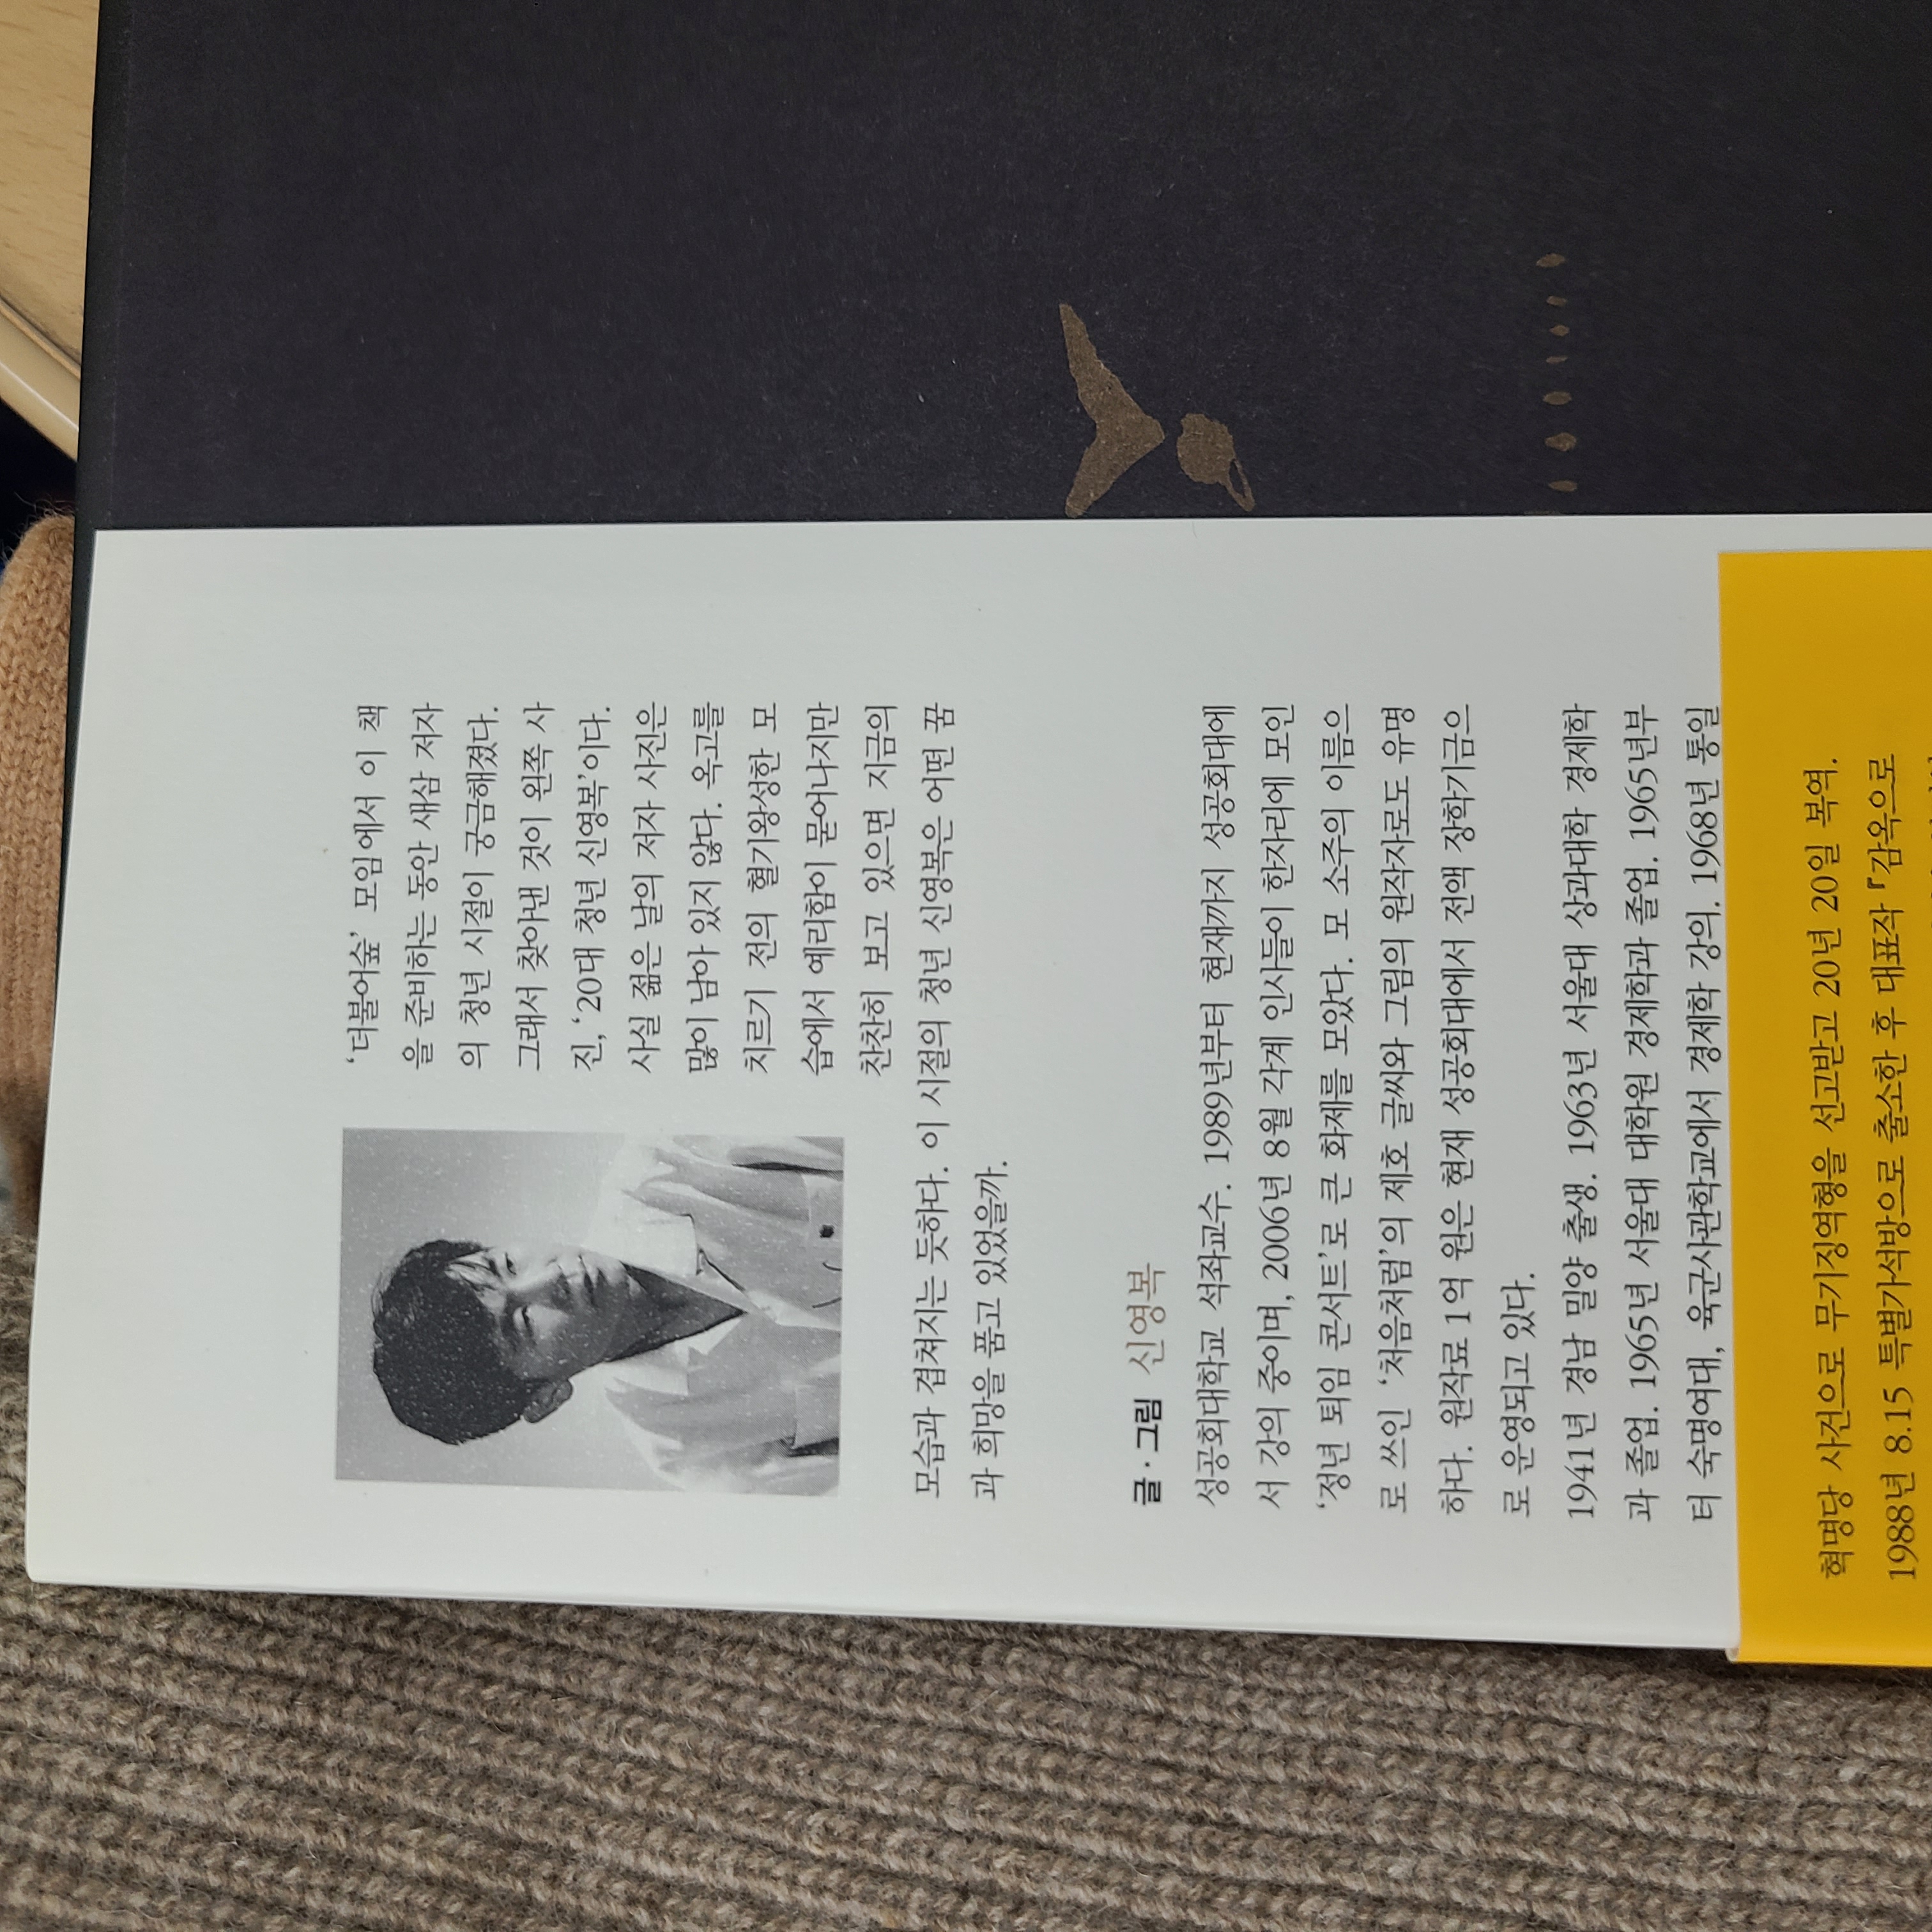 ‘더불어숲’ 모임에서 이 책
을 준비하는 동안 새삼 저자
의 청년 시절이 궁금해졌다.
그래서 찾아낸 것이 왼쪽 사
진, ‘20대 청년 신영복’이다.
사실 젊은 날의 저자 사진은
많이 남아 있지 않다. 옥고를
치르기 전의 혈기왕성한 모
습에서 예리함이 묻어나지만
찬찬히 보고 있으면 지금의
모습과 겹쳐지는 듯하다. 이 시절의 청년 신영복은 어떤 꿈
과 희망을 품고 있었을까.
글·그림 신영복
성공회대학교 석좌교수. 1989년부터 현재까지 성공회대에
서 강의 중이며, 2006년 8월 각계 인사들이 한자리에 모인
‘정년 퇴임 콘서트’로 큰 화제를 모았다. 모 소주의 이름으
로 쓰인 ‘처음처럼’의 제호 글씨와 그림의 원작자로도 유명
하다. 원작료 1억 원은 현재 성공회대에서 전액 장학기금으
로 운영되고 있다.
1941년 경남 밀양 출생. 1963년 서울대 상과대학 경제학
과 졸업. 1965년 서울대 대학원 경제학과 졸업. 1965년부
터 숙명여대, 육군사관학교에서 경제학 강의. 1968년 통일
혁명당 사건으로 무기징역형을 선고받고 20년 20일 복역.
1988년 8.15 특별가석방으로 출소한 후 대표작 『감옥으로